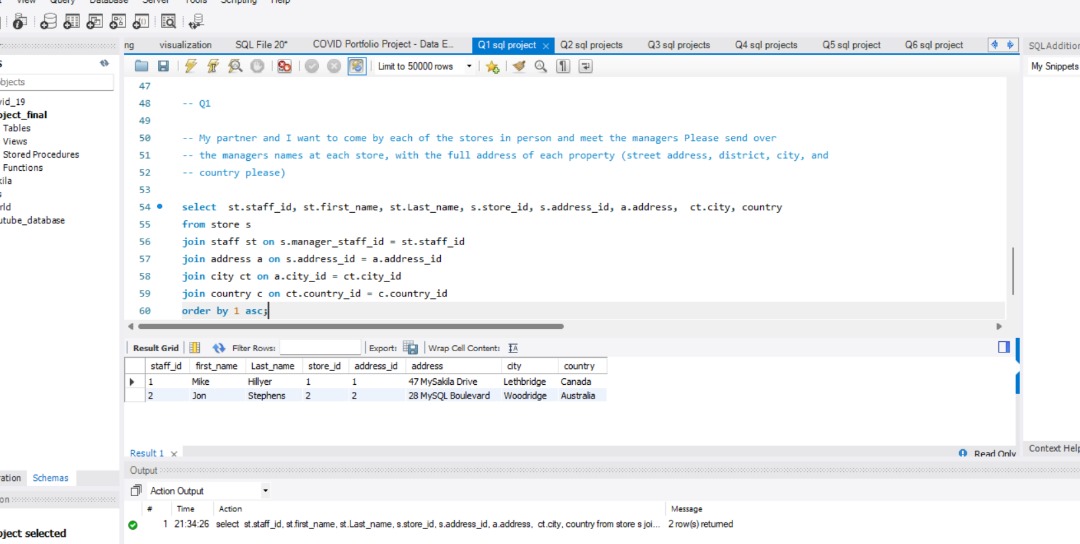 View Query Database Server Tools Scripting Help
ng visualization SQL File 20* COVID Portfolio Project - Data E... Q1 sql project × Q2 sql projects Q3 sql project Q4 sql projects Q5 sql project Q6 sql project SQLAddition
Limit to 50000 rows My Snippets
bjects
vid_19
oject_final
Tables
Views
Stored Procedures
Functions
kila
s
rld
utube_database
47
48 -- Q1
49
50 -- My partner and I want to come by each of the stores in person and meet the managers Please send over
51 -- the managers names at each store, with the full address of each property (street address, district, city, and
52 -- country please)
53
54 select st.staff_id, st.first_name, st.Last_name, s.store_id, s.address_id, a.address, ct.city, country
55 from store s
56 join staff st on s.manager_staff_id = st.staff_id
57 join address a on s.address_id = a.address_id
58 join city ct on a.city_id = ct.city_id
59 join country c on ct.country_id = c.country_id
60 order by 1 asc;
Result Grid Filter Rows: Export: Wrap Cell Content:
staff_id first_name Last_name store_id address_id address city country
1 Mike Hillyer 1 1 47 MySakila Drive Lethbridge Canada
2 Jon Stephens 2 2 28 MySQL Boulevard Woodridge Australia
Result 1 × Read Only Context Help
Output
ration Schemas
Action Output
on
# Time Action Message
1 21:34:26 select st.staff_id, st.first_name, st.Last_name, s.store_id, s.address_id, a.address, ct.city, country from store s joi... 2 row(s) returned
oject selected